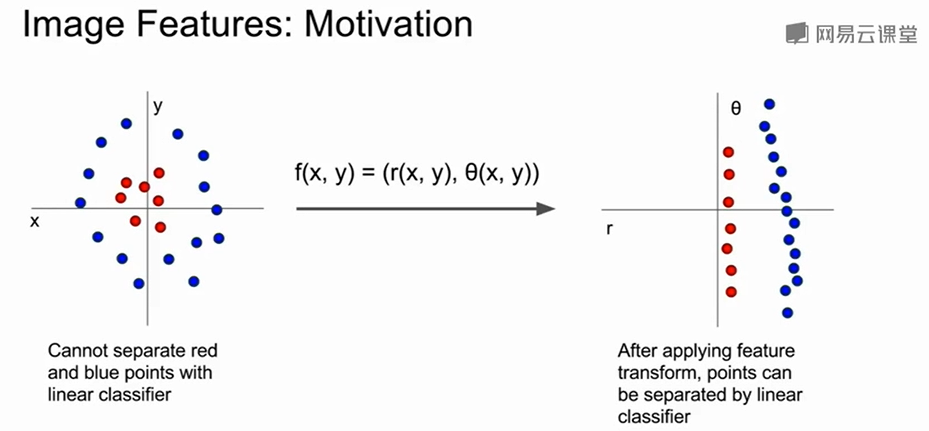 Image Features: Motivation
网易云课堂
y
x
Cannot separate red
and blue points with
linear classifier
f(x, y) = (r(x, y), θ(x, y))
θ
r
After applying feature
transform, points can
be separated by linear
classifier